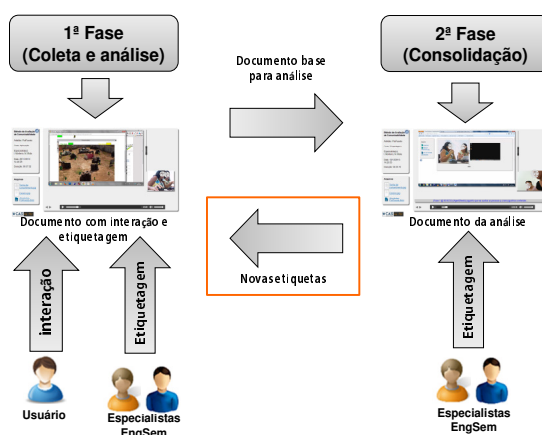 1ª Fase
(Coleta e análise)
Documento base
para análise
2ª Fase
(Consolidação)
Documento com interação e
etiquetagem
Novas etiquetas
Documento da análise
interação
Etiquetagem
Etiquetagem
Usuário
Especialistas
EngSem
Especialistas
EngSem